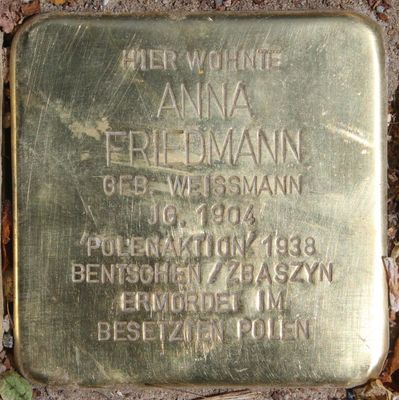 HIER WOHNTE
ANNA
FRIEDMANN
GEB. WEISSMANN
JG. 1904
'POLENAKTION' 1938
BENTSCHEN / ZBASZYN
ERMORDET IM
BESETZTEN POLEN